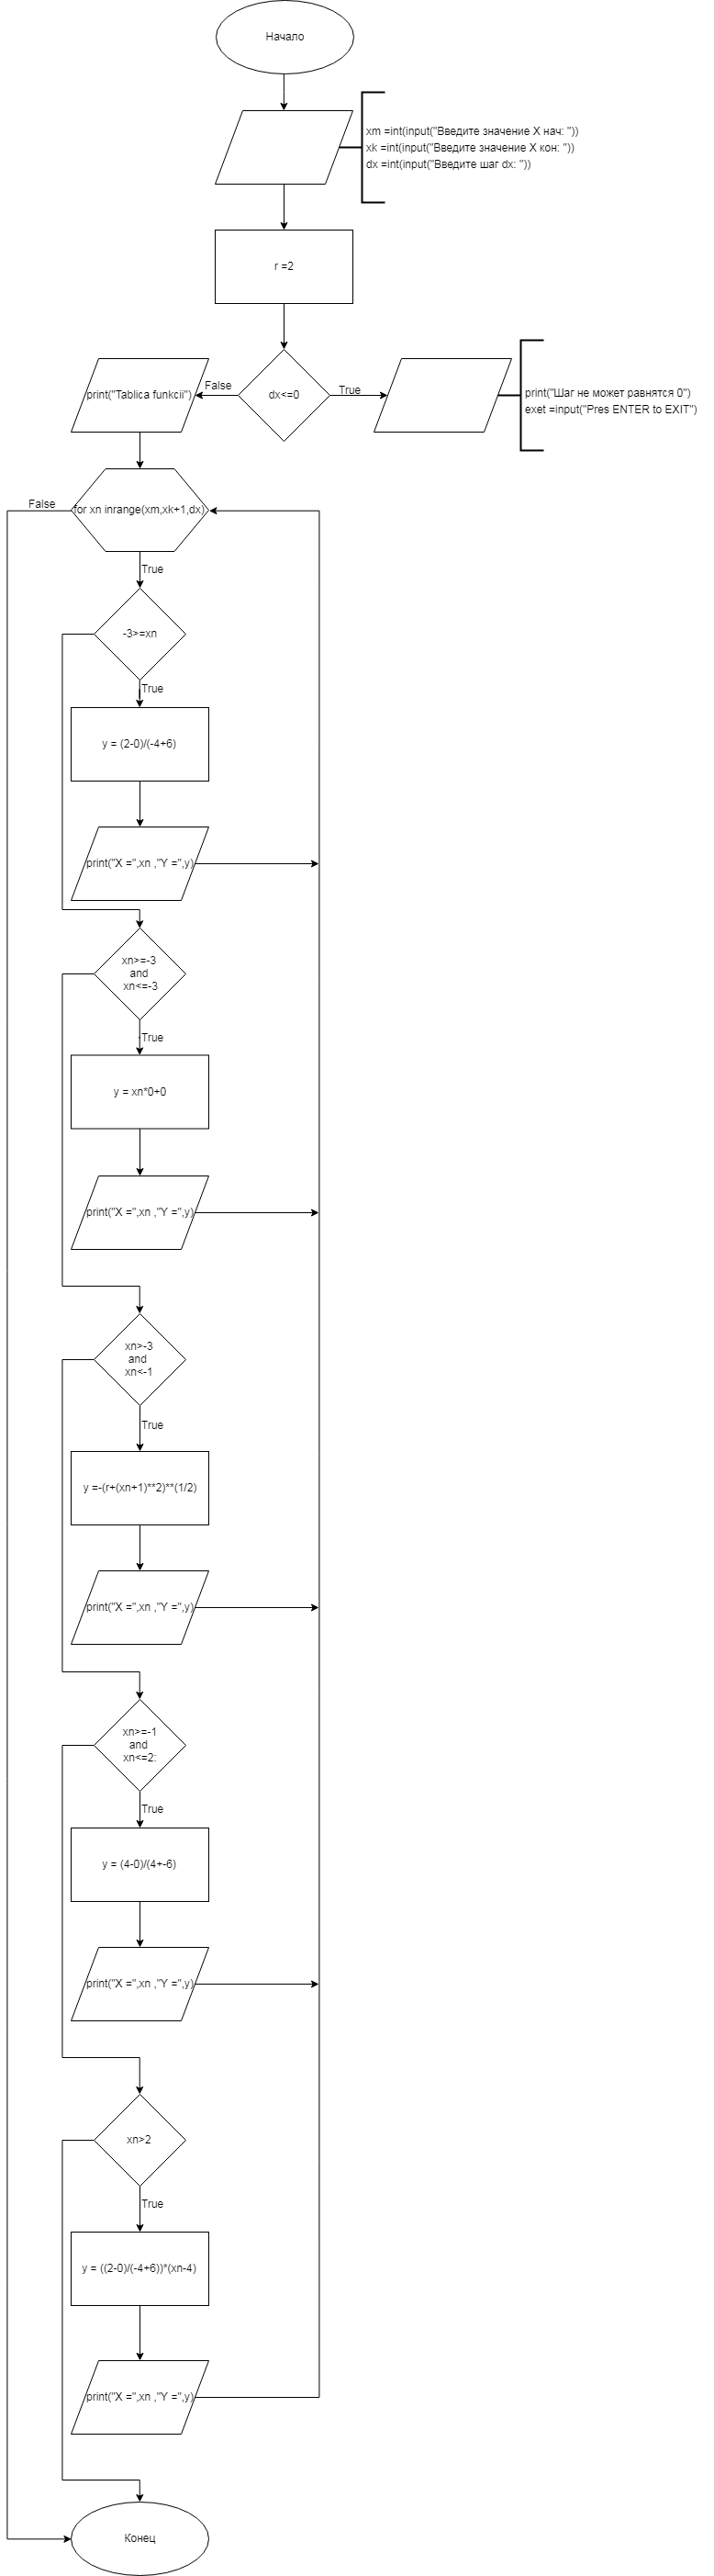 Начало
xm =int(input("Введите значение X нач: "))
xk =int(input("Введите значение X кон: "))
dx =int(input("Введите шаг dx: "))
r =2
dx<=0
False
True
print("Tablica funkcii")
print("Шаг не может равнятся 0")
exet =input("Pres ENTER to EXIT")
False
for xn inrange(xm,xk+1,dx)
True
-3>=xn
True
y = (2-0)/(-4+6)
print("X =",xn ,"Y =",y)
xn>=-3
and
xn<=-3
True
y = xn*0+0
print("X =",xn ,"Y =",y)
xn>-3
and
xn<-1
True
y =-(r+(xn+1)**2)**(1/2)
print("X =",xn ,"Y =",y)
xn>=-1
and
xn<=2:
True
y = (4-0)/(4+-6)
print("X =",xn ,"Y =",y)
xn>2
True
y = ((2-0)/(-4+6))*(xn-4)
print("X =",xn ,"Y =",y)
Конец